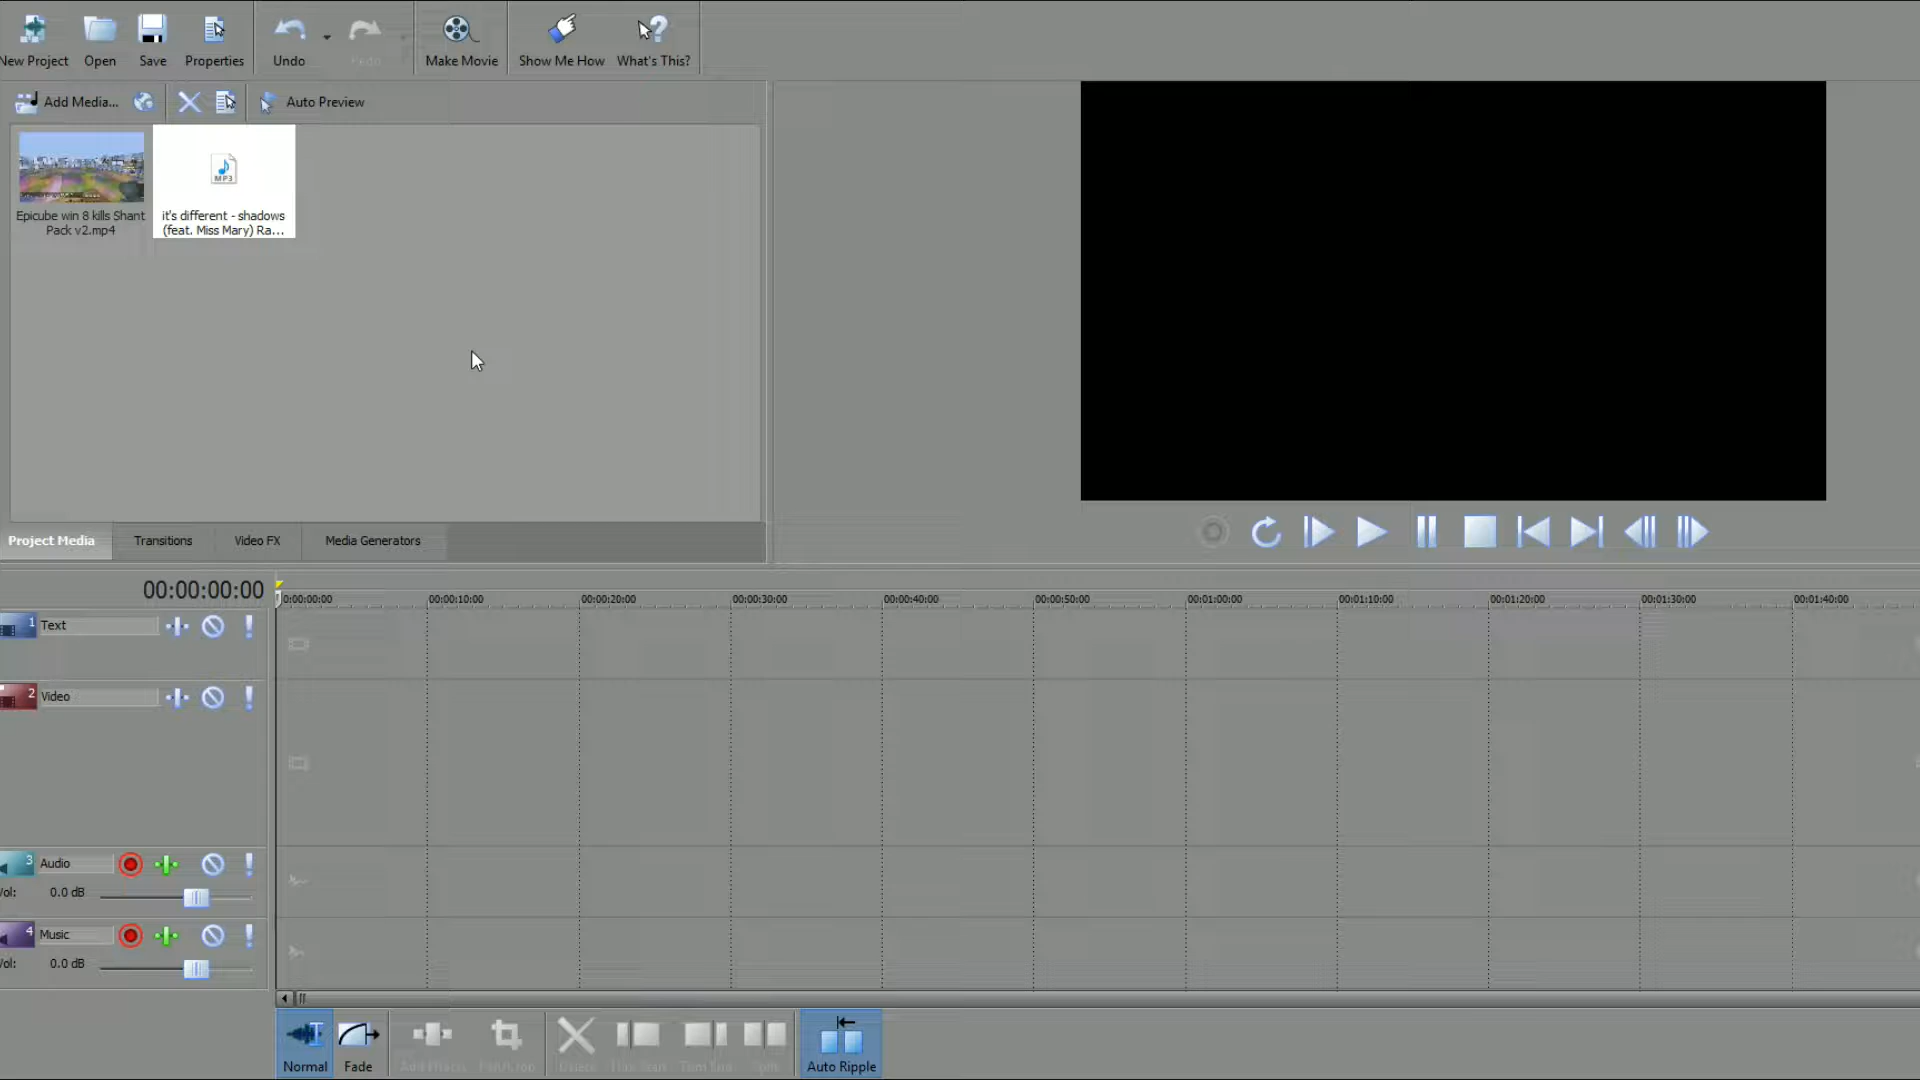 New Project Open Save Properties Undo Redo Make Movie Show Me How What's This?
Add Media... Auto Preview
MP3
Epicube win 8 kills Shant
Pack v2.mp4
it's different - shadows
(feat. Miss Mary) Ra...
Project Media Transitions Video FX Media Generators
00:00:00:00
0:00:00:00 00:00:10:00 00:00:20:00 00:00:30:00 00:00:40:00 00:00:50:00 00:01:00:00 00:01:10:00 00:01:20:00 00:01:30:00 00:01:40:00
1 Text
2 Video
3 Audio
Vol: 0.0 dB
4 Music
Vol: 0.0 dB
Normal Fade Delete Split Auto Ripple